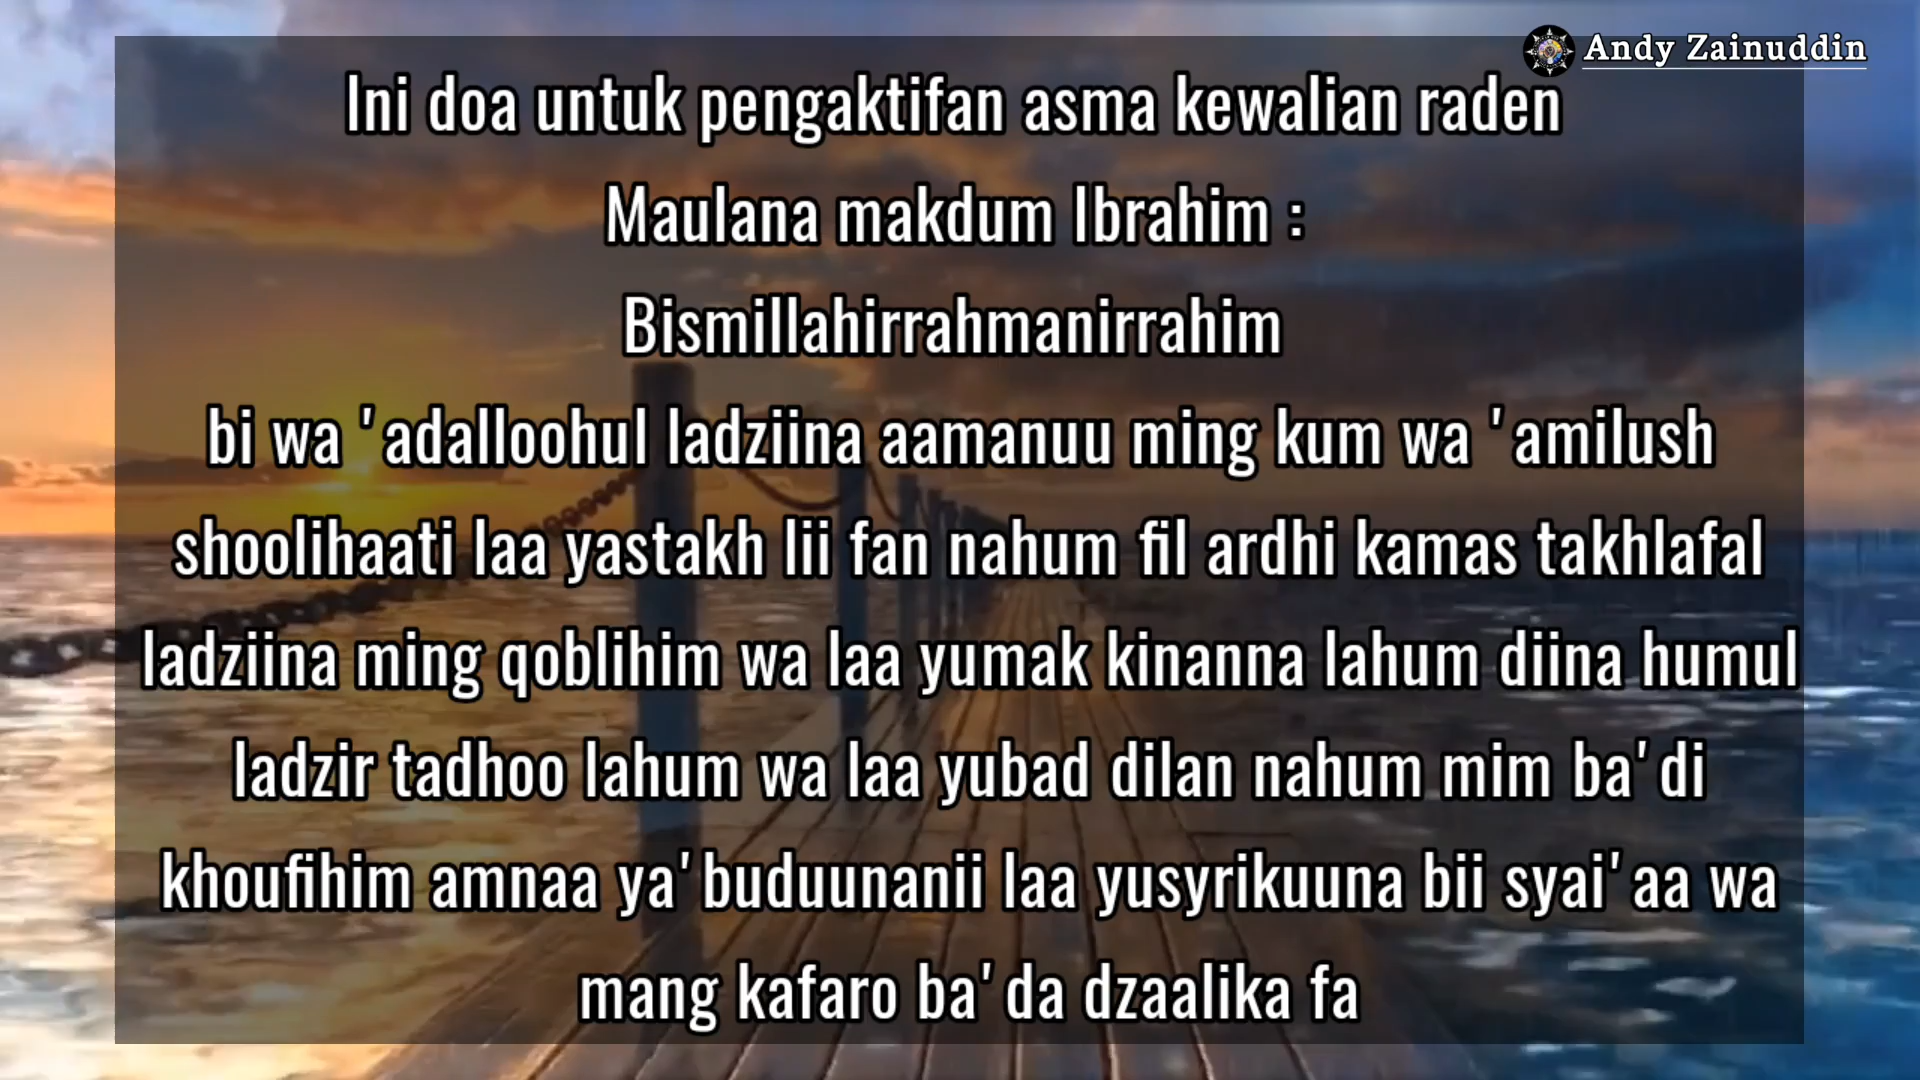 Andy Zainuddin
Ini doa untuk pengaktifan asma kewalian raden
Maulana makdum Ibrahim :
Bismillahirrahmanirrahim
bi wa 'adalloohul ladziina aamanuu ming kum wa 'amilush
shoolihaati laa yastakh lii fan nahum fil ardhi kamas takhlafal
ladziina ming qoblihim wa laa yumak kinanna lahum diina humul
ladzir tadhoo lahum wa laa yubad dilan nahum mim ba'di
khoufihim amnaa ya'buduunanii laa yusyrikuuna bii syai'aa wa
mang kafaro ba'da dzaalika fa